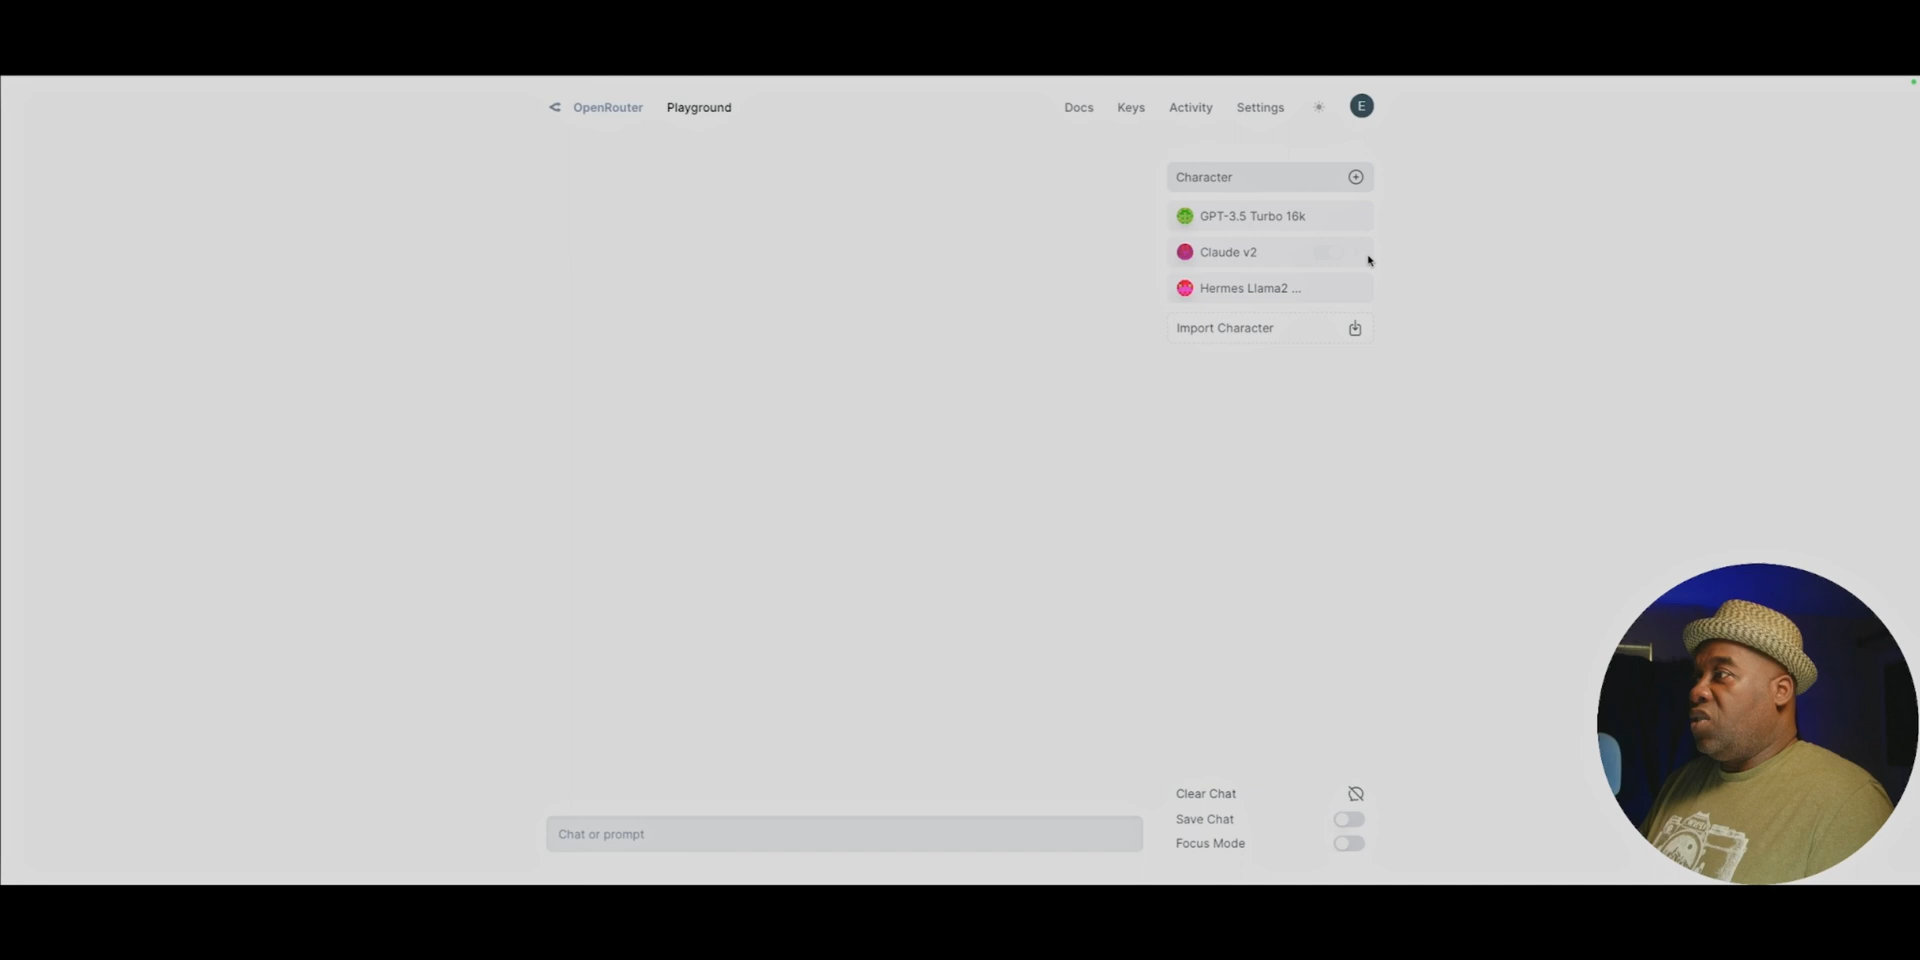 OpenRouter Playground Docs Keys Activity Settings E
Character
GPT-3.5 Turbo 16k
Claude v2
Hermes Llama2 ...
Import Character
Clear Chat
Save Chat
Focus Mode
Chat or prompt